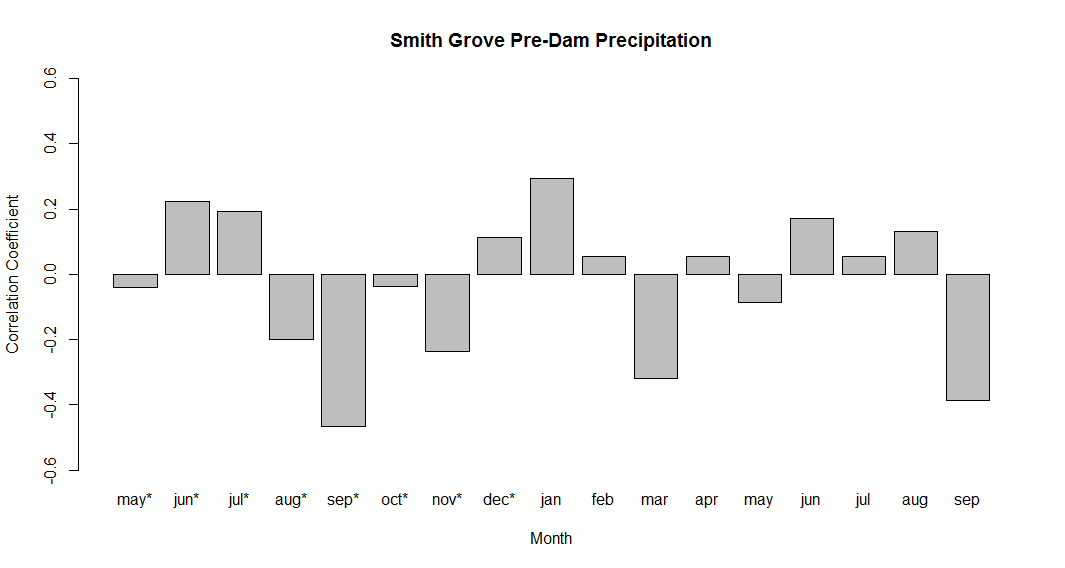 Smith Grove Pre-Dam Precipitation
Correlation Coefficient
0.6
0.4
0.2
0.0
-0.2
-0.4
-0.6
may* jun* jul* aug* sep* oct* nov* dec* jan feb mar apr may jun jul aug sep
Month